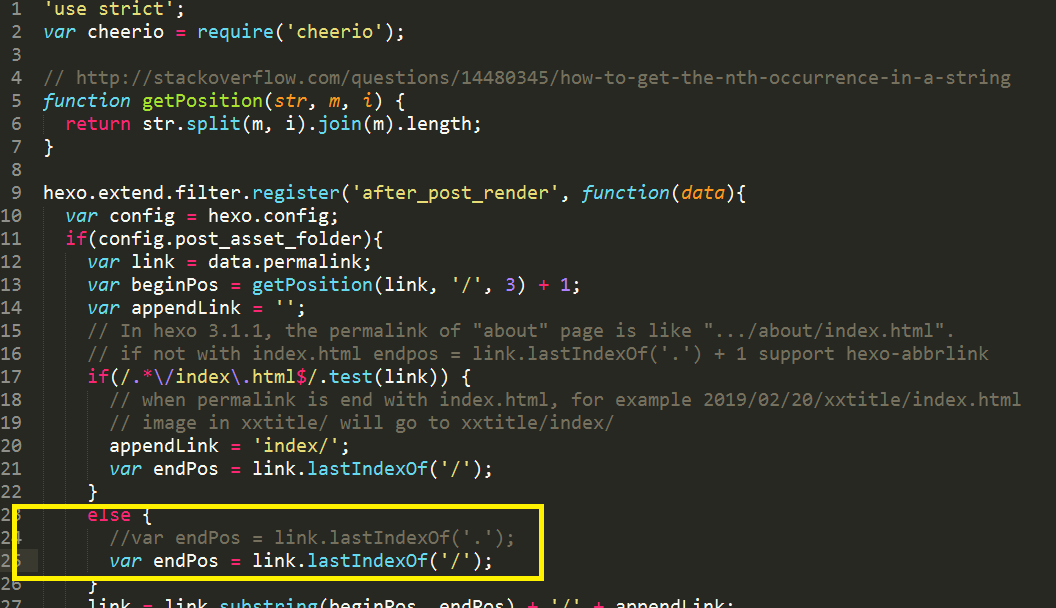 1 'use strict';
2 var cheerio = require('cheerio');
3
4 // http://stackoverflow.com/questions/14480345/how-to-get-the-nth-occurrence-in-a-string
5 function getPosition(str, m, i) {
6   return str.split(m, i).join(m).length;
7 }
8
9 hexo.extend.filter.register('after_post_render', function(data){
10   var config = hexo.config;
11   if(config.post_asset_folder){
12     var link = data.permalink;
13     var beginPos = getPosition(link, '/', 3) + 1;
14     var appendLink = '';
15     // In hexo 3.1.1, the permalink of "about" page is like ".../about/index.html".
16     // if not with index.html endpos = link.lastIndexOf('.') + 1 support hexo-abbrlink
17     if(/.*\/index\.html$/.test(link)) {
18       // when permalink is end with index.html, for example 2019/02/20/xxtitle/index.html
19       // image in xxtitle/ will go to xxtitle/index/
20       appendLink = 'index/';
21       var endPos = link.lastIndexOf('/');
22     }
23     else {
24       //var endPos = link.lastIndexOf('.');
25       var endPos = link.lastIndexOf('/');
26     }
27     link = link.substring(beginPos, endPos) + '/' + appendLink;